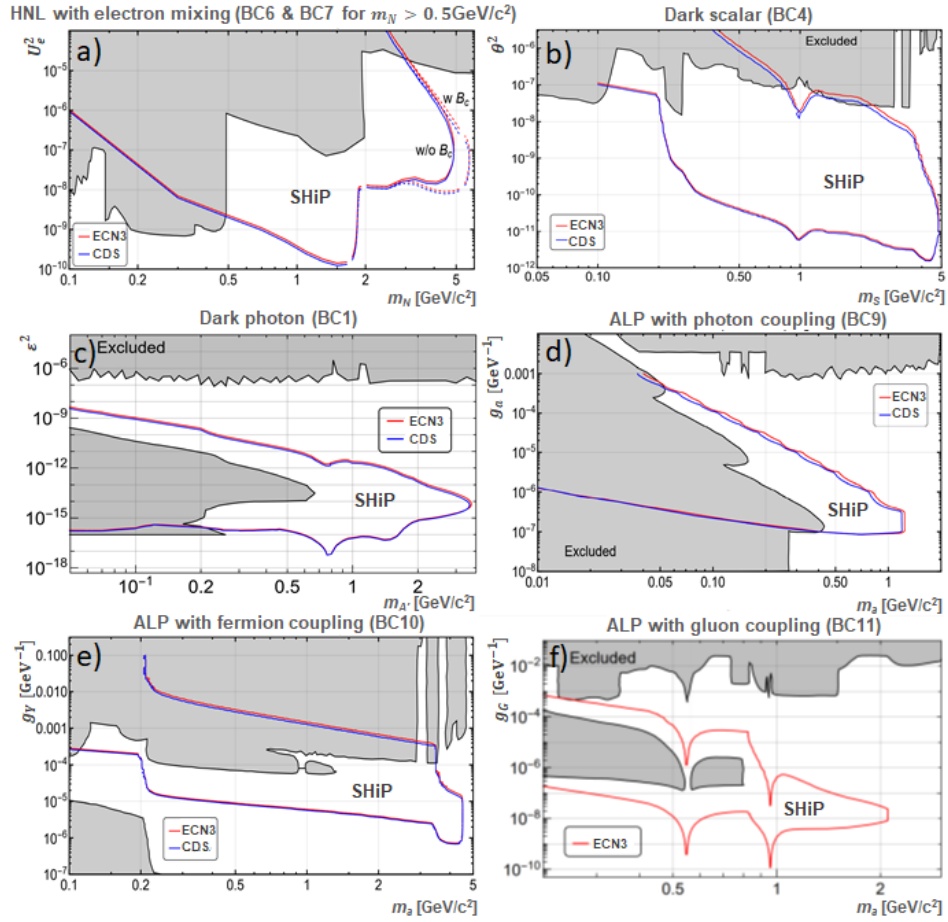 HNL with electron mixing (BC6 & BC7 for m_N > 0.5GeV/c²)
a)
U_e^2
10⁻⁵
10⁻⁶
10⁻⁷
10⁻⁸
10⁻⁹
10⁻¹⁰
w B_c
w/o B_c
SHiP
ECN3
CDS
0.1
0.5
1
2
5
m_N [GeV/c²]
Dark scalar (BC4)
b)
θ²
Excluded
10⁻⁶
10⁻⁷
10⁻⁸
10⁻⁹
10⁻¹⁰
10⁻¹¹
10⁻¹²
SHiP
ECN3
CDS
0.05
0.10
0.50
1
5
m_S [GeV/c²]
Dark photon (BC1)
c)
ε²
Excluded
10⁻⁶
10⁻⁹
10⁻¹²
10⁻¹⁵
10⁻¹⁸
ECN3
CDS
SHiP
10⁻¹
0.2
0.5
1
2
m_A' [GeV/c²]
ALP with photon coupling (BC9)
d)
g_a [GeV⁻¹]
0.001
10⁻⁴
10⁻⁵
10⁻⁶
10⁻⁷
10⁻⁸
ECN3
CDS
SHiP
Excluded
0.01
0.05
0.10
0.50
1
m_a [GeV/c²]
ALP with fermion coupling (BC10)
e)
g_Y [GeV⁻¹]
0.100
0.010
0.001
10⁻⁴
10⁻⁵
10⁻⁶
10⁻⁷
SHiP
ECN3
CDS
0.1
0.2
0.5
1
2
5
m_a [GeV/c²]
ALP with gluon coupling (BC11)
f)
g_G [GeV⁻¹]
Excluded
10⁻²
10⁻⁴
10⁻⁶
10⁻⁸
10⁻¹⁰
SHiP
ECN3
0.5
1
2
m_a [GeV/c²]